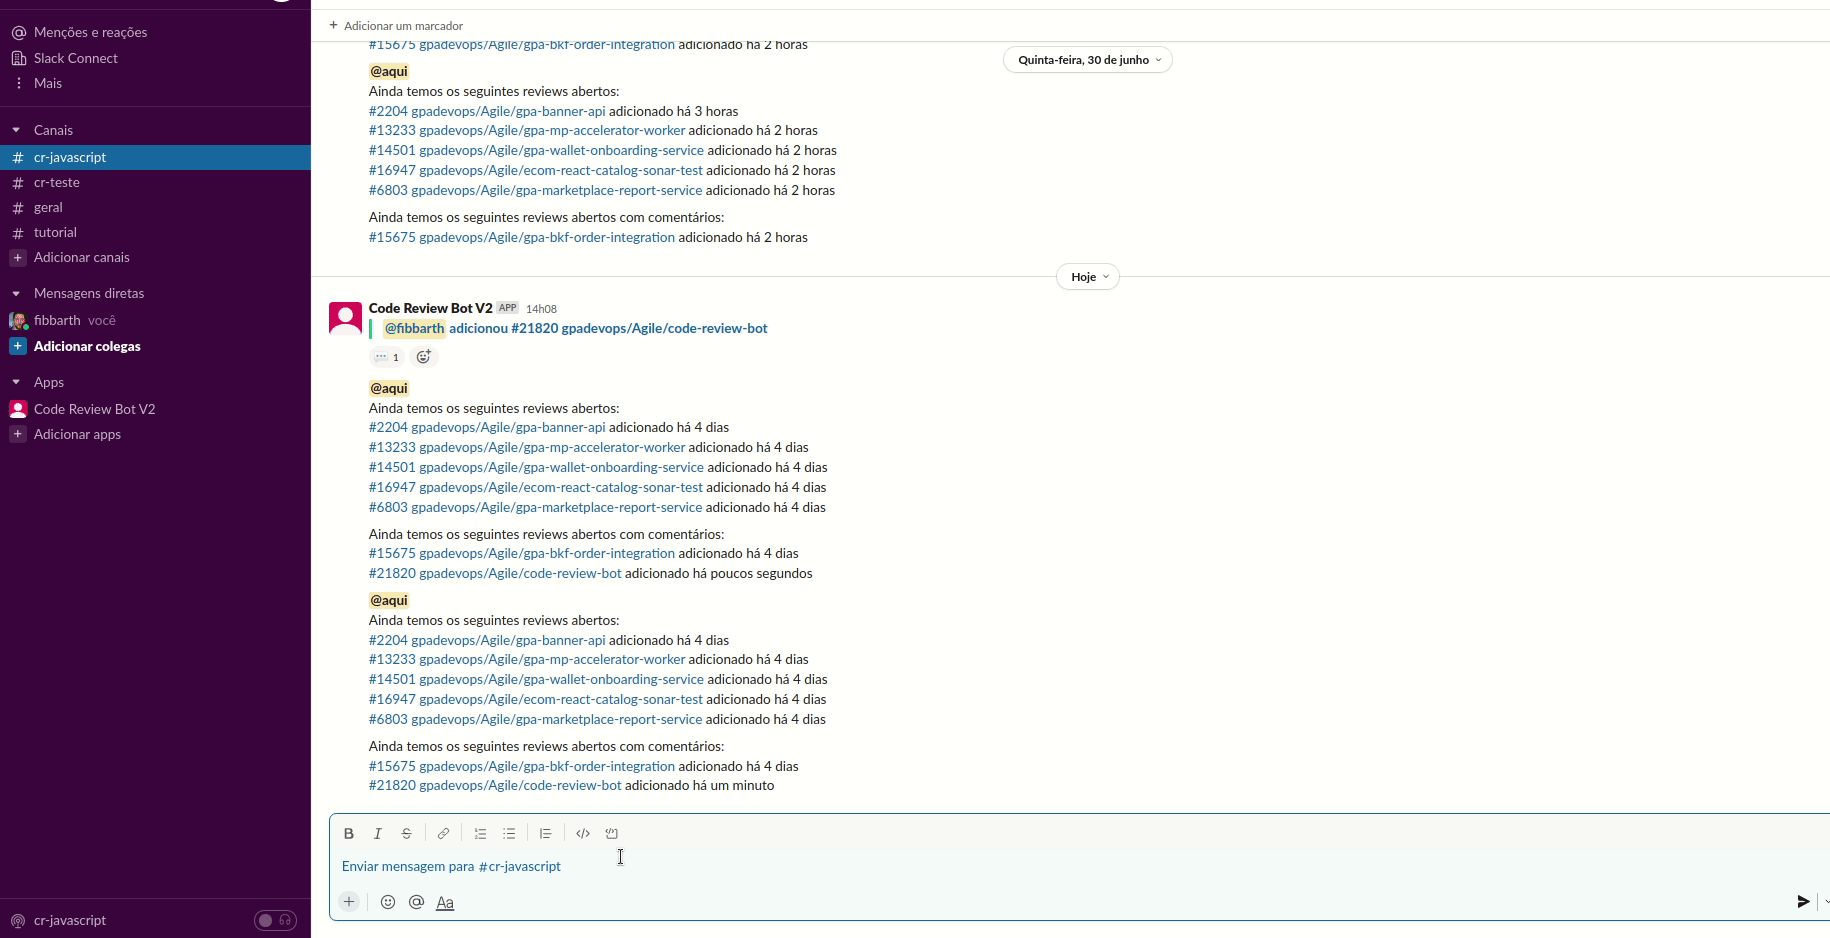 Menções e reações
Slack Connect
Mais
Canais
# cr-javascript
# cr-teste
# geral
# tutorial
+ Adicionar canais
Mensagens diretas
fibbarth você
+ Adicionar colegas
Apps
Code Review Bot V2
+ Adicionar apps
cr-javascript
+ Adicionar um marcador
#15675 gpadevops/Agile/gpa-bkf-order-integration adicionado há 2 horas
Quinta-feira, 30 de junho
@aqui
Ainda temos os seguintes reviews abertos:
#2204 gpadevops/Agile/gpa-banner-api adicionado há 3 horas
#13233 gpadevops/Agile/gpa-mp-accelerator-worker adicionado há 2 horas
#14501 gpadevops/Agile/gpa-wallet-onboarding-service adicionado há 2 horas
#16947 gpadevops/Agile/ecom-react-catalog-sonar-test adicionado há 2 horas
#6803 gpadevops/Agile/gpa-marketplace-report-service adicionado há 2 horas
Ainda temos os seguintes reviews abertos com comentários:
#15675 gpadevops/Agile/gpa-bkf-order-integration adicionado há 2 horas
Hoje
Code Review Bot V2 APP 14h08
@fibbarth adicionou #21820 gpadevops/Agile/code-review-bot
1
@aqui
Ainda temos os seguintes reviews abertos:
#2204 gpadevops/Agile/gpa-banner-api adicionado há 4 dias
#13233 gpadevops/Agile/gpa-mp-accelerator-worker adicionado há 4 dias
#14501 gpadevops/Agile/gpa-wallet-onboarding-service adicionado há 4 dias
#16947 gpadevops/Agile/ecom-react-catalog-sonar-test adicionado há 4 dias
#6803 gpadevops/Agile/gpa-marketplace-report-service adicionado há 4 dias
Ainda temos os seguintes reviews abertos com comentários:
#15675 gpadevops/Agile/gpa-bkf-order-integration adicionado há 4 dias
#21820 gpadevops/Agile/code-review-bot adicionado há poucos segundos
@aqui
Ainda temos os seguintes reviews abertos:
#2204 gpadevops/Agile/gpa-banner-api adicionado há 4 dias
#13233 gpadevops/Agile/gpa-mp-accelerator-worker adicionado há 4 dias
#14501 gpadevops/Agile/gpa-wallet-onboarding-service adicionado há 4 dias
#16947 gpadevops/Agile/ecom-react-catalog-sonar-test adicionado há 4 dias
#6803 gpadevops/Agile/gpa-marketplace-report-service adicionado há 4 dias
Ainda temos os seguintes reviews abertos com comentários:
#15675 gpadevops/Agile/gpa-bkf-order-integration adicionado há 4 dias
#21820 gpadevops/Agile/code-review-bot adicionado há um minuto
B I S
Enviar mensagem para #cr-javascript
+ @ Aa